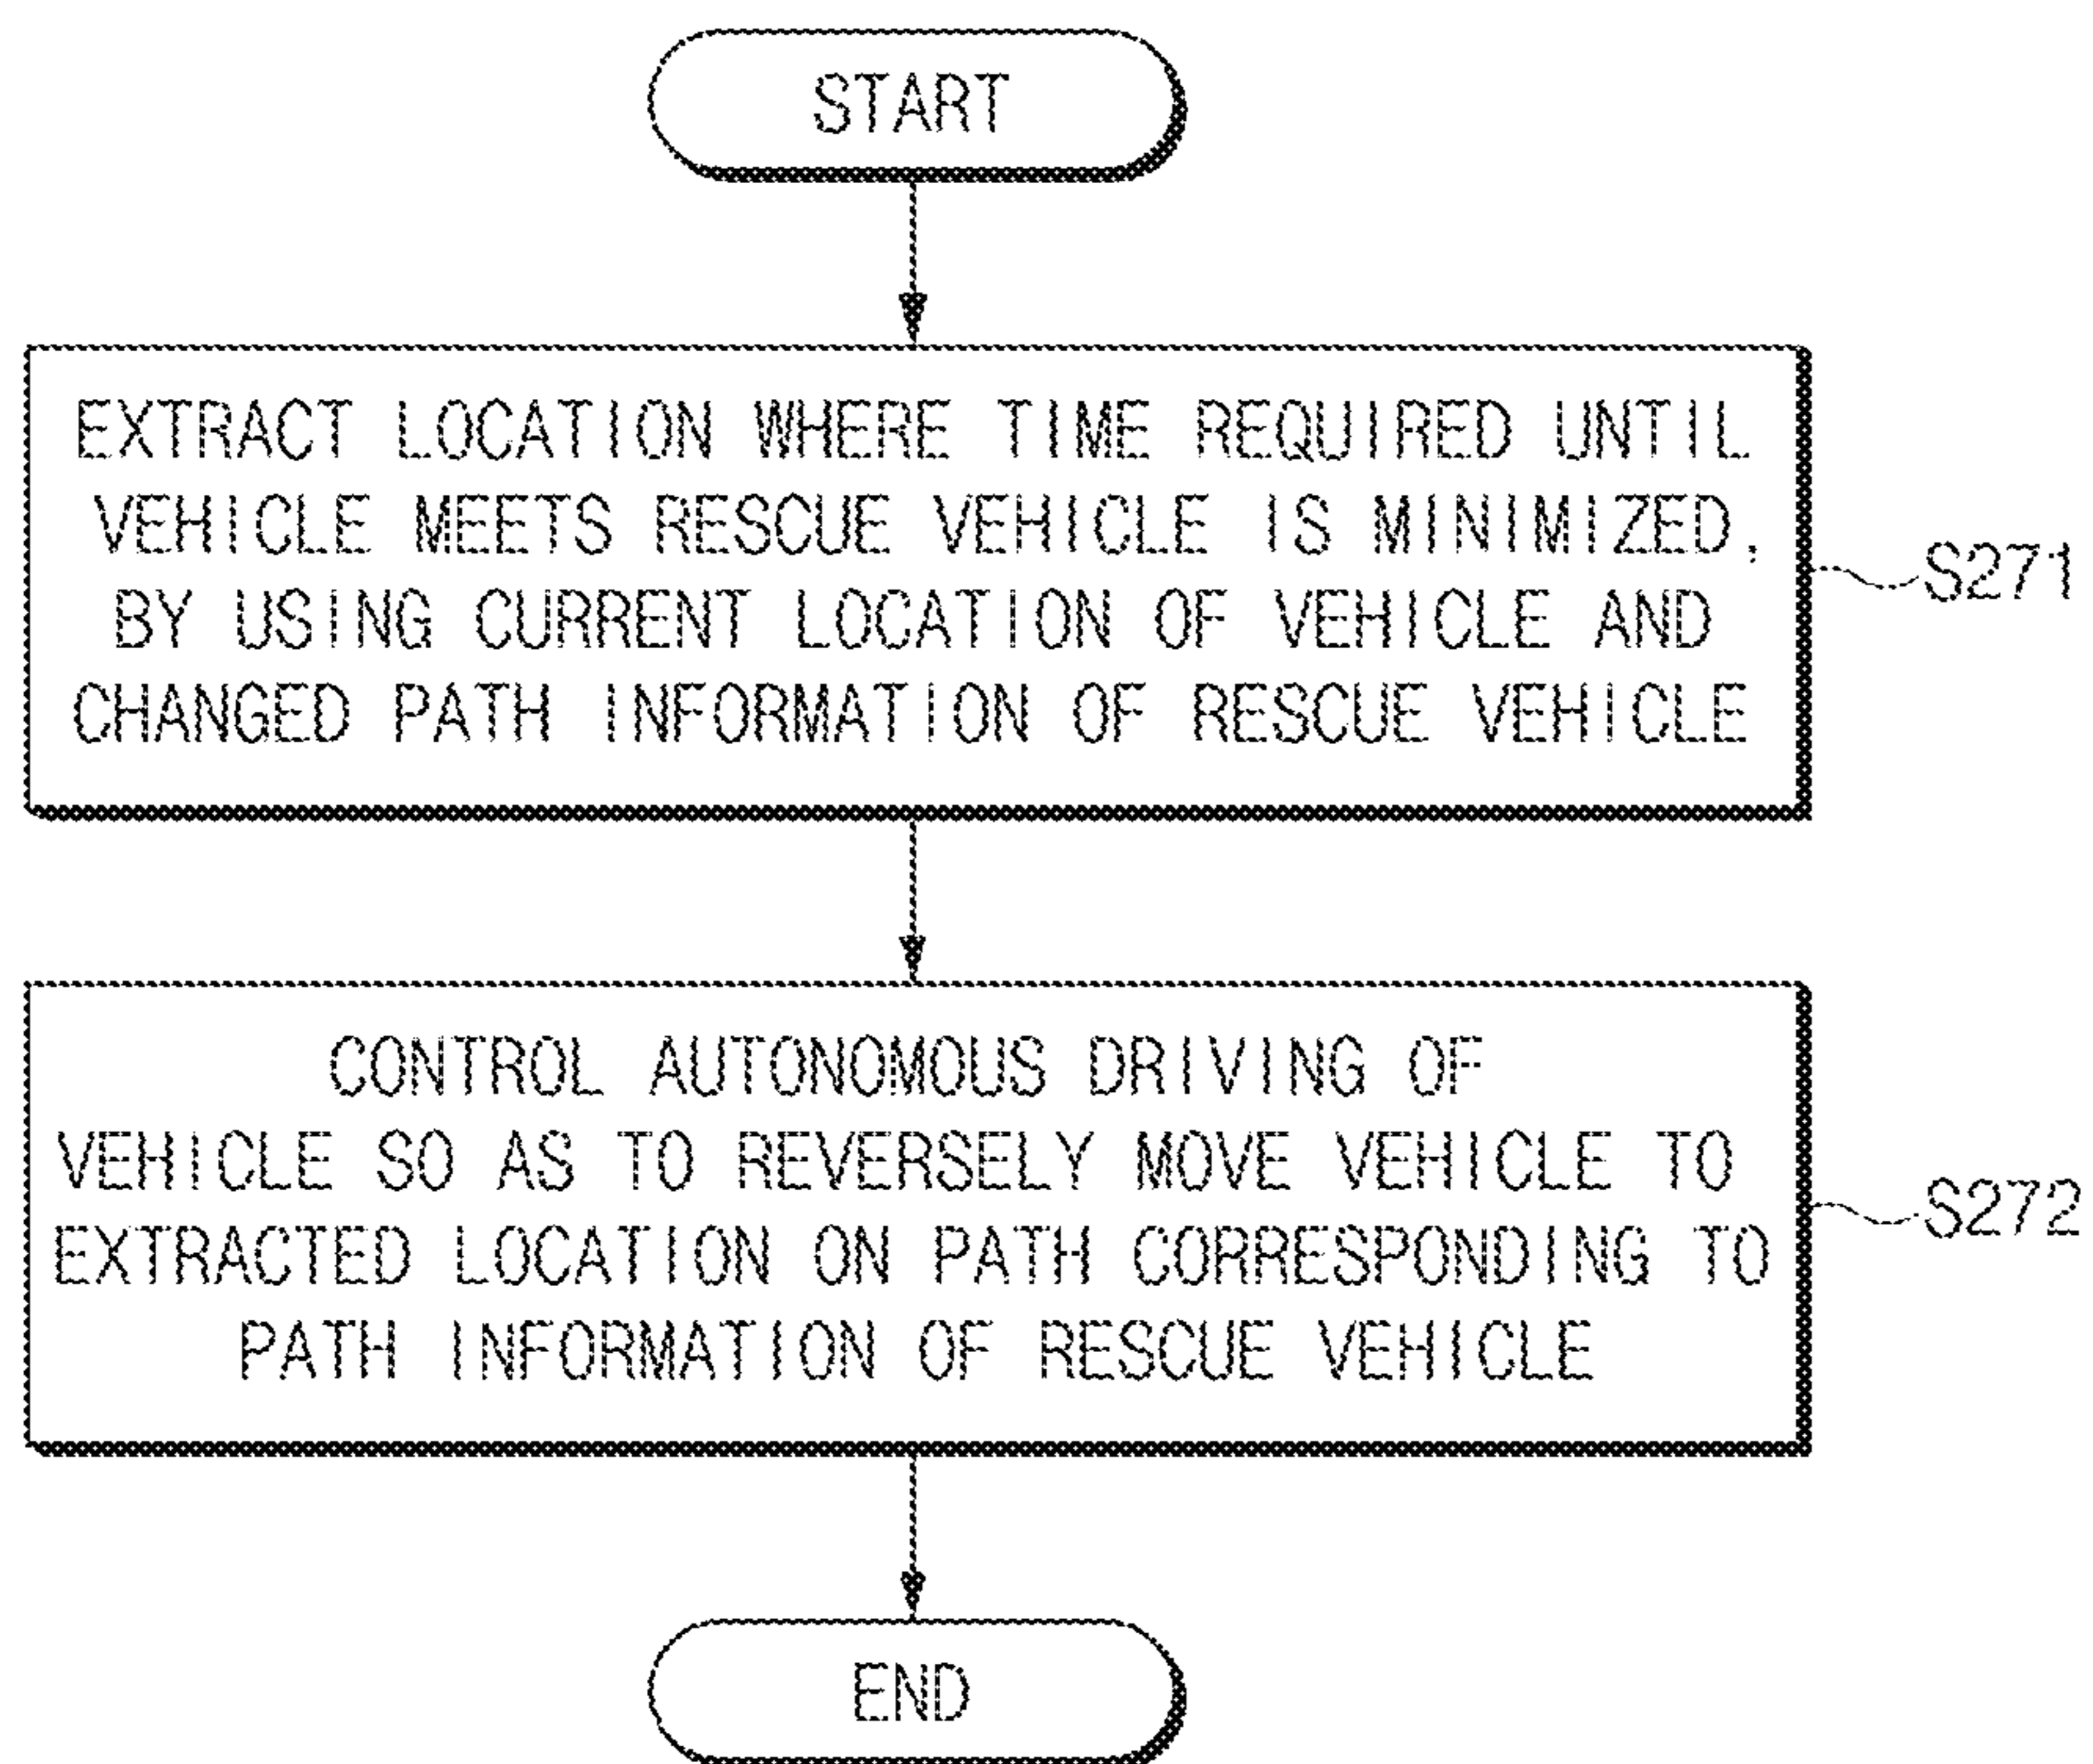 START
EXTRACT LOCATION WHERE TIME REQUIRED UNTIL
VEHICLE MEETS RESCUE VEHICLE IS MINIMIZED,
BY USING CURRENT LOCATION OF VEHICLE AND
CHANGED PATH INFORMATION OF RESCUE VEHICLE
S271
CONTROL AUTONOMOUS DRIVING OF
VEHICLE SO AS TO REVERSELY MOVE VEHICLE TO
EXTRACTED LOCATION ON PATH CORRESPONDING TO
PATH INFORMATION OF RESCUE VEHICLE
S272
END